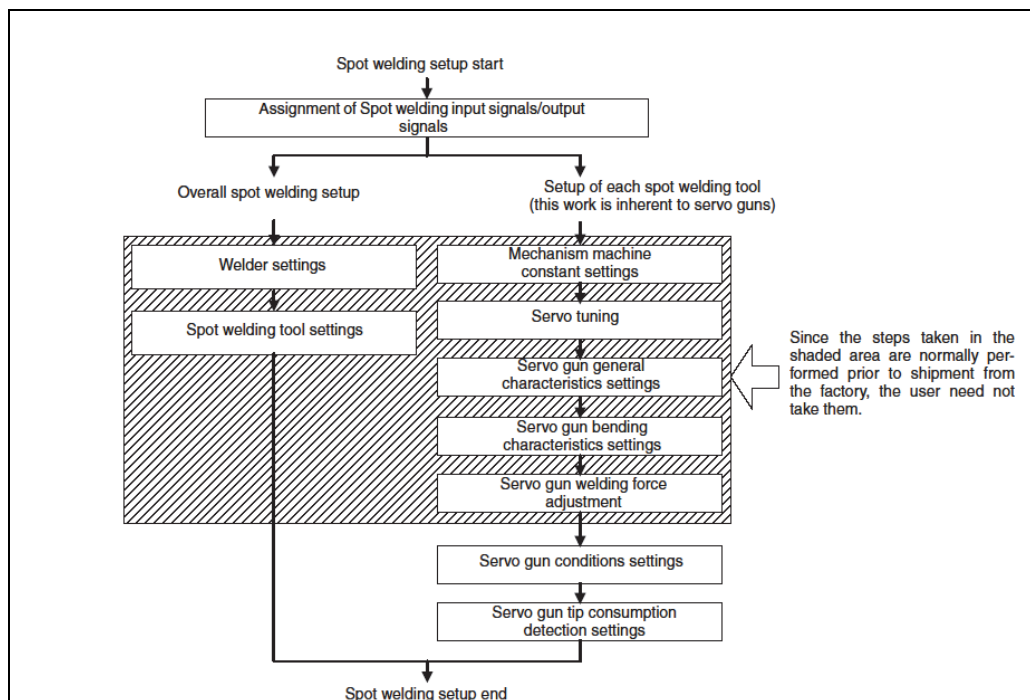 Spot welding setup start
Assignment of Spot welding input signals/output
signals
Overall spot welding setup
Setup of each spot welding tool
(this work is inherent to servo guns)
Welder settings
Spot welding tool settings
Mechanism machine
constant settings
Servo tuning
Servo gun general
characteristics settings
Servo gun bending
characteristics settings
Servo gun welding force
adjustment
Since the steps taken in the
shaded area are normally per-
formed prior to shipment from
the factory, the user need not
take them.
Servo gun conditions settings
Servo gun tip consumption
detection settings
Spot welding setup end